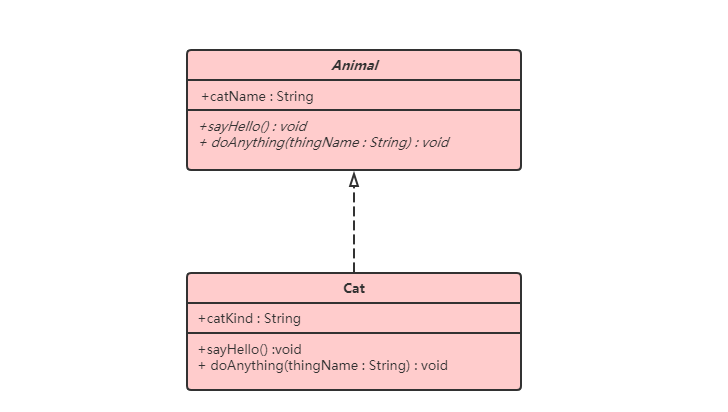 Animal
+catName : String
+sayHello() : void
+ doAnything(thingName : String) : void
Cat
+catKind : String
+sayHello() :void
+ doAnything(thingName : String) : void